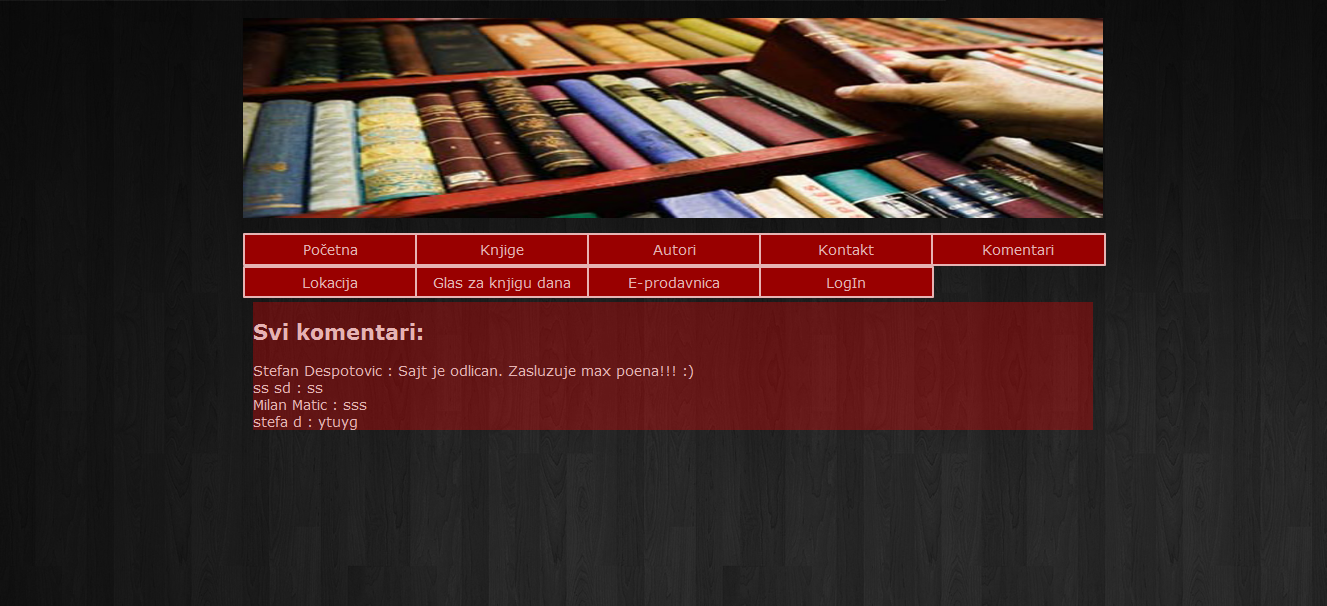 Početna Knjige Autori Kontakt Komentari
Lokacija Glas za knjigu dana E-prodavnica LogIn
Svi komentari:
Stefan Despotovic : Sajt je odlican. Zasluzuje max poena!!! :)
ss sd : ss
Milan Matic : sss
stefa d : ytuyg